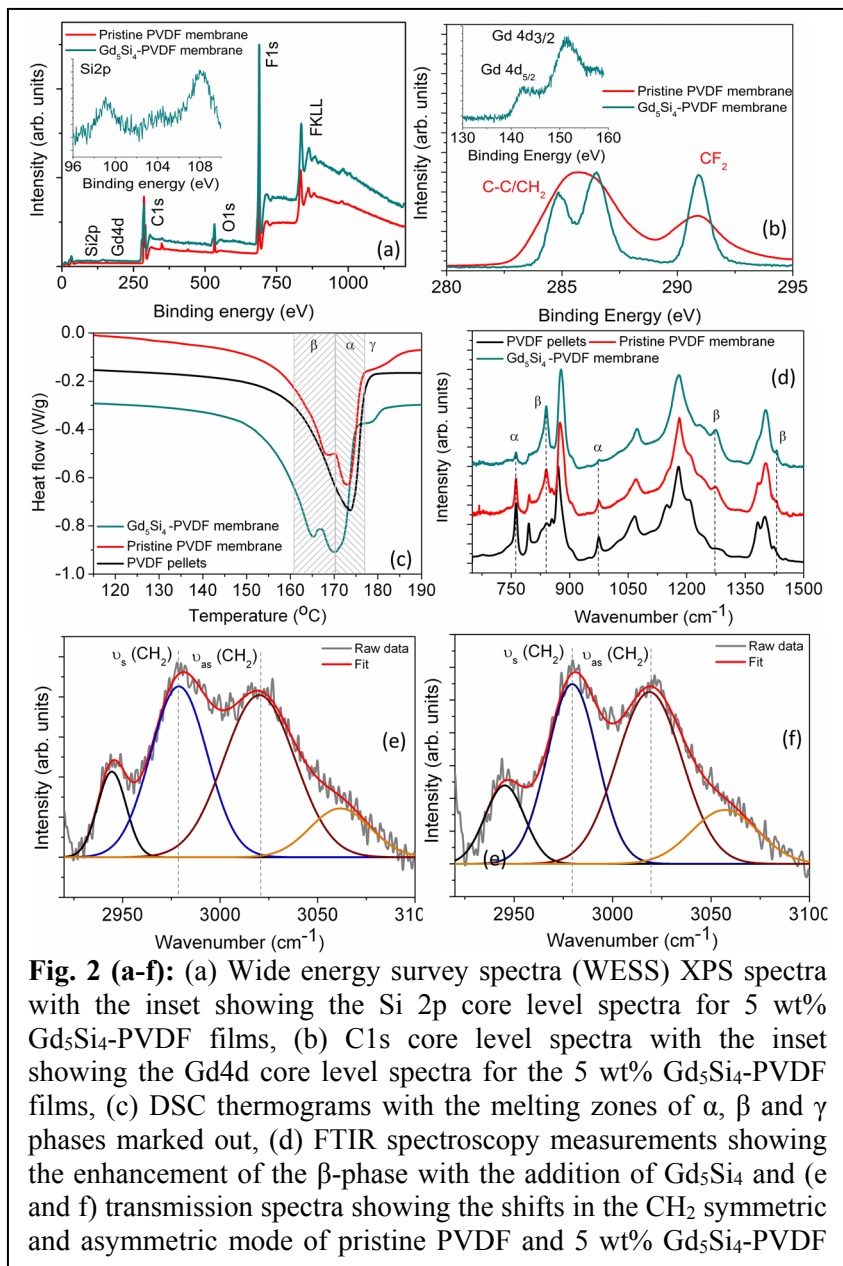 Pristine PVDF membrane
Gd₅Si₄-PVDF membrane
Si2p
96 100 104 108
Binding energy (eV)
F1s
FKLL
Si2p
Gd4d
C1s
O1s
(a)
Intensity (arb. units)
0 250 500 750 1000
Binding energy (eV)
Gd 4d3/2
Gd 4d5/2
130 140 150 160
Binding Energy (eV)
Pristine PVDF membrane
Gd₅Si₄-PVDF membrane
C-C/CH₂
CF₂
(b)
Intensity (arb. units)
280 285 290 295
Binding Energy (eV)
0.0
-0.2
-0.4
-0.6
-0.8
-1.0
Heat flow (W/g)
β α γ
Gd₅Si₄-PVDF membrane
Pristine PVDF membrane
PVDF pellets
(c)
120 130 140 150 160 170 180 190
Temperature (°C)
PVDF pellets Pristine PVDF membrane
Gd₅Si₄-PVDF membrane
(d)
α β α β β
Intensity (arb. units)
750 900 1050 1200 1350 1500
Wavenumber (cm⁻¹
υs (CH₂) υas (CH₂)
Raw data
Fit
(e)
Intensity (arb. units)
2950 3000 3050 310
Wavenumber (cm⁻¹
υs (CH₂) υas (CH₂)
Raw data
Fit
(f)
(e)
Intensity (arb. units)
2950 3000 3050 3100
Wavenumber (cm⁻¹
Fig. 2 (a-f): (a) Wide energy survey spectra (WESS) XPS spectra
with the inset showing the Si 2p core level spectra for 5 wt%
Gd₅Si₄-PVDF films, (b) C1s core level spectra with the inset
showing the Gd4d core level spectra for the 5 wt% Gd₅Si₄-PVDF
films, (c) DSC thermograms with the melting zones of α, β and γ
phases marked out, (d) FTIR spectroscopy measurements showing
the enhancement of the β-phase with the addition of Gd₅Si₄ and (e
and f) transmission spectra showing the shifts in the CH₂ symmetric
and asymmetric mode of pristine PVDF and 5 wt% Gd₅Si₄-PVDF